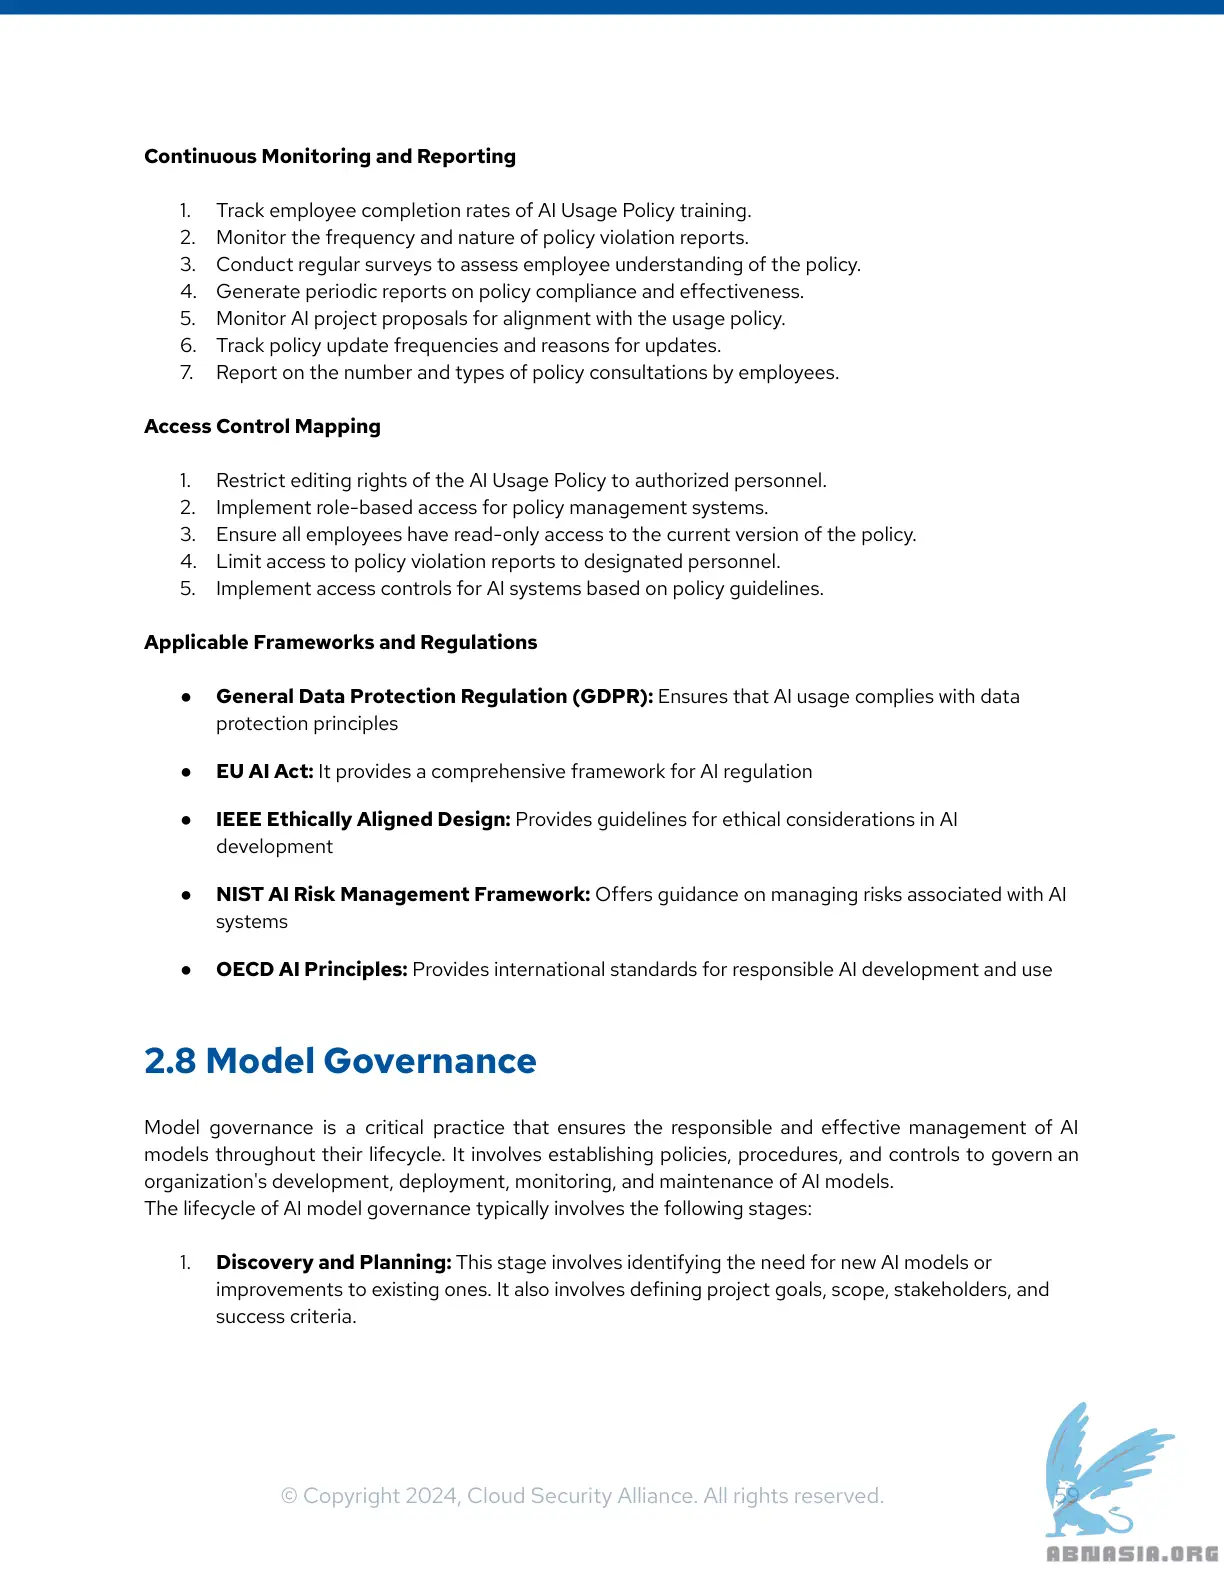 Continuous Monitoring and Reporting
1. Track employee completion rates of AI Usage Policy training.
2. Monitor the frequency and nature of policy violation reports.
3. Conduct regular surveys to assess employee understanding of the policy.
4. Generate periodic reports on policy compliance and effectiveness.
5. Monitor AI project proposals for alignment with the usage policy.
6. Track policy update frequencies and reasons for updates.
7. Report on the number and types of policy consultations by employees.
Access Control Mapping
1. Restrict editing rights of the AI Usage Policy to authorized personnel.
2. Implement role-based access for policy management systems.
3. Ensure all employees have read-only access to the current version of the policy.
4. Limit access to policy violation reports to designated personnel.
5. Implement access controls for AI systems based on policy guidelines.
Applicable Frameworks and Regulations
● General Data Protection Regulation (GDPR): Ensures that AI usage complies with data
protection principles
● EU AI Act: It provides a comprehensive framework for AI regulation
● IEEE Ethically Aligned Design: Provides guidelines for ethical considerations in AI
development
● NIST AI Risk Management Framework: Offers guidance on managing risks associated with AI
systems
● OECD AI Principles: Provides international standards for responsible AI development and use
2.8 Model Governance
Model governance is a critical practice that ensures the responsible and effective management of AI
models throughout their lifecycle. It involves establishing policies, procedures, and controls to govern an
organization's development, deployment, monitoring, and maintenance of AI models.
The lifecycle of AI model governance typically involves the following stages:
1. Discovery and Planning: This stage involves identifying the need for new AI models or
improvements to existing ones. It also involves defining project goals, scope, stakeholders, and
success criteria.
© Copyright 2024, Cloud Security Alliance. All rights reserved.
59
ABNASIA.ORG